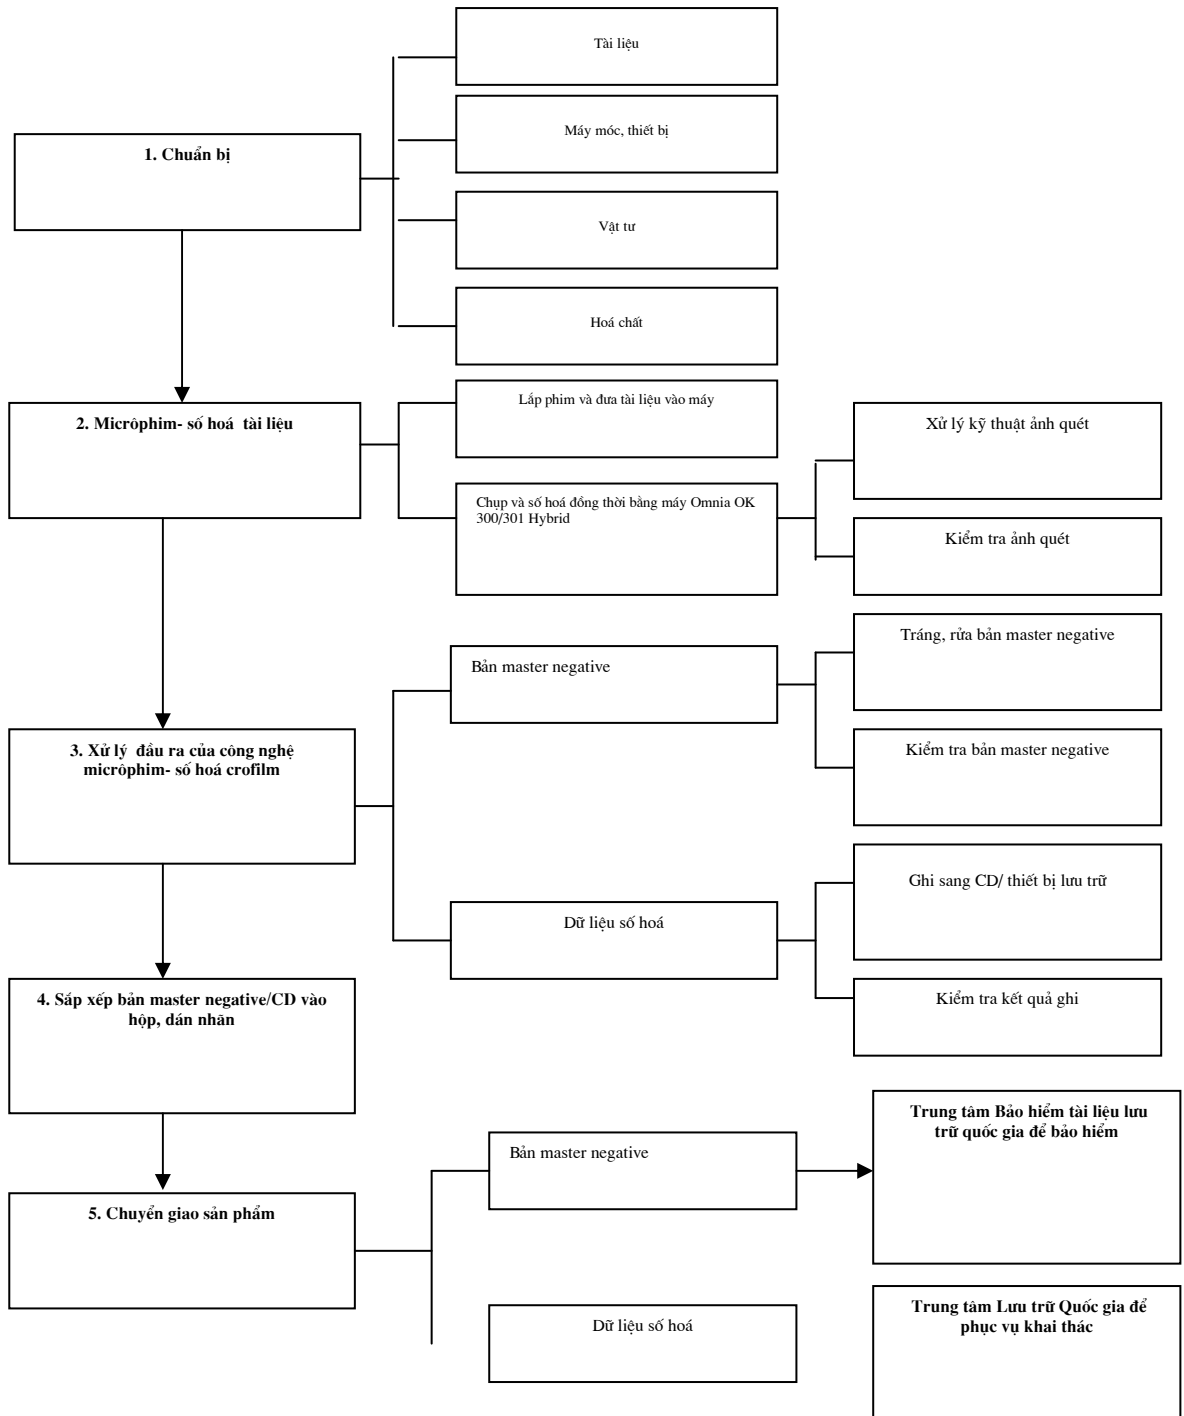 Tài liệu
Máy móc, thiết bị
1. Chuẩn bị
Vật tư
Hoá chất
Lắp phim và đưa tài liệu vào máy
2. Micrôphim- số hoá tài liệu
Xử lý kỹ thuật ảnh quét
Chụp và số hoá đồng thời bằng máy Omnia OK
300/301 Hybrid
Kiểm tra ảnh quét
Tráng, rửa bản master negative
Bản master negative
3. Xử lý đầu ra của công nghệ
micrôphim- số hoá crofilm
Kiểm tra bản master negative
Ghi sang CD/ thiết bị lưu trữ
Dữ liệu số hoá
4. Sắp xếp bản master negative/CD vào
hộp, dán nhãn
Kiểm tra kết quả ghi
Trung tâm Bảo hiểm tài liệu lưu
trữ quốc gia để bảo hiểm
Bản master negative
5. Chuyển giao sản phẩm
Dữ liệu số hoá
Trung tâm Lưu trữ Quốc gia để
phục vụ khai thác